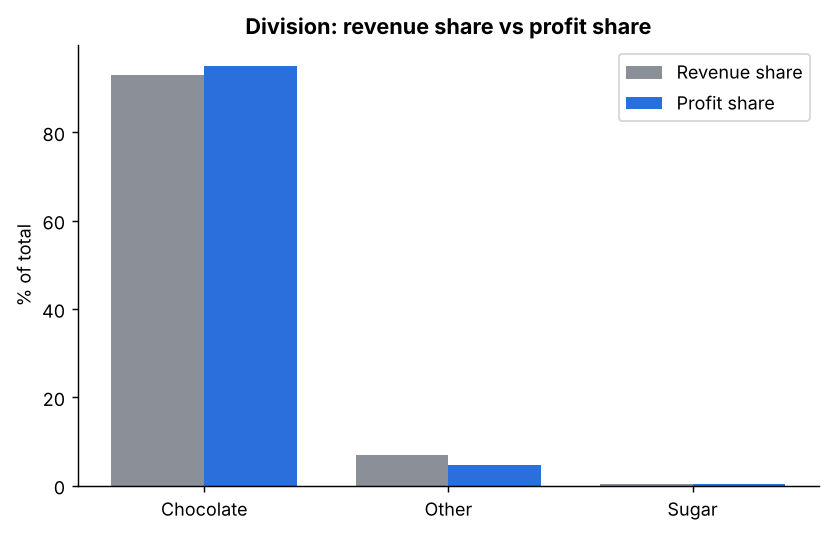 Division: revenue share vs profit share
Revenue share
Profit share
% of total
80
60
40
20
0
Chocolate
Other
Sugar